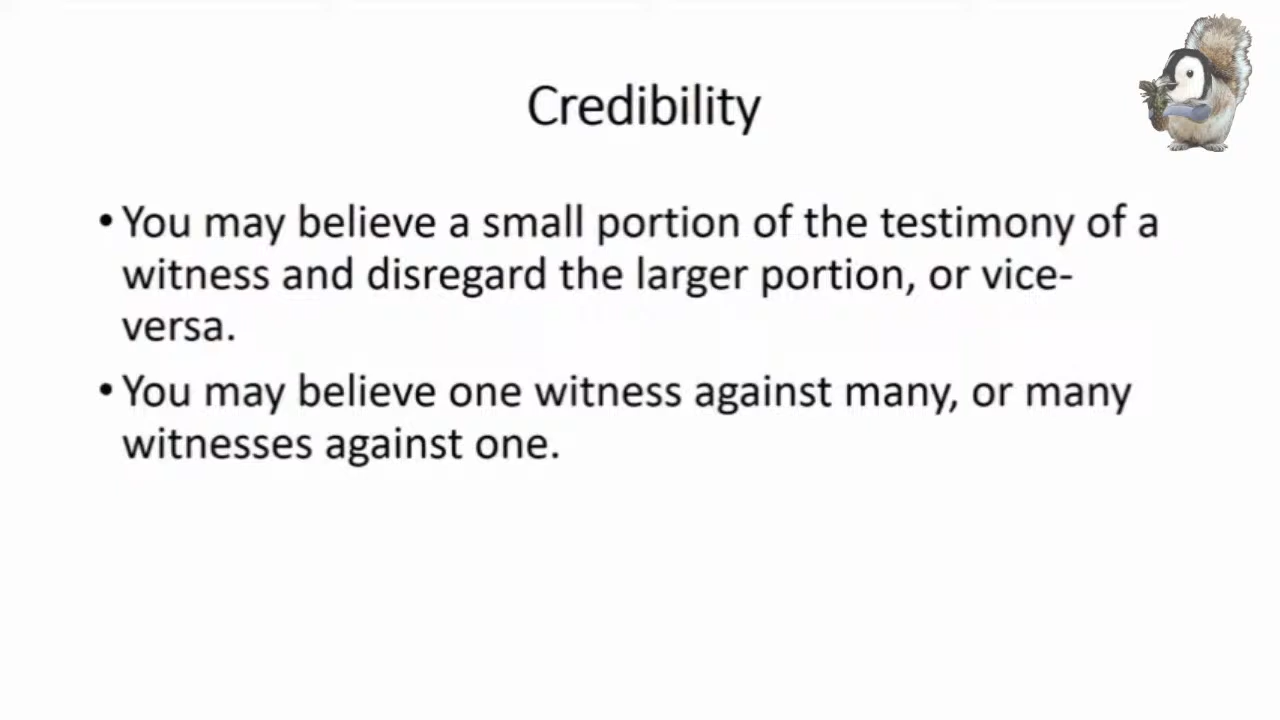 Credibility
•You may believe a small portion of the testimony of a
witness and disregard the larger portion, or vice-
versa.
•You may believe one witness against many, or many
witnesses against one.